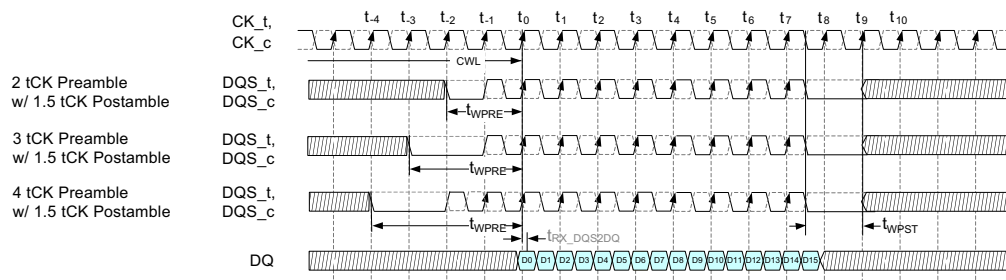 CK_t,
CK_c
t-4 t-3 t-2 t-1 t0 t1 t2 t3 t4 t5 t6 t7 t8 t9 t10
CWL
2 tCK Preamble
w/ 1.5 tCK Postamble
DQS_t,
DQS_c
tWPRE
3 tCK Preamble
w/ 1.5 tCK Postamble
DQS_t,
DQS_c
tWPRE
4 tCK Preamble
w/ 1.5 tCK Postamble
DQS_t,
DQS_c
tWPRE
tWPST
tRX_DQS2DQ
DQ
D0 D1 D2 D3 D4 D5 D6 D7 D8 D9 D10 D11 D12 D13 D14 D15